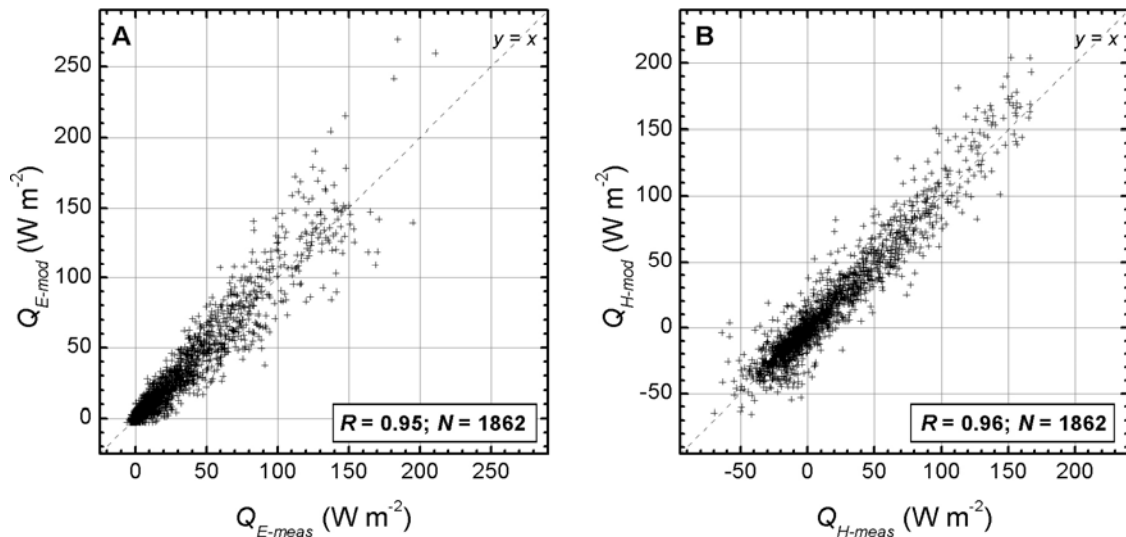 A
y = x
250
200
150
100
50
0
Q_E-mod (W m⁻²)
R = 0.95; N = 1862
0 50 100 150 200 250
Q_E-meas (W m⁻²)
B
y = x
200
150
100
50
0
-50
Q_H-mod (W m⁻²)
R = 0.96; N = 1862
-50 0 50 100 150 200
Q_H-meas (W m⁻²)